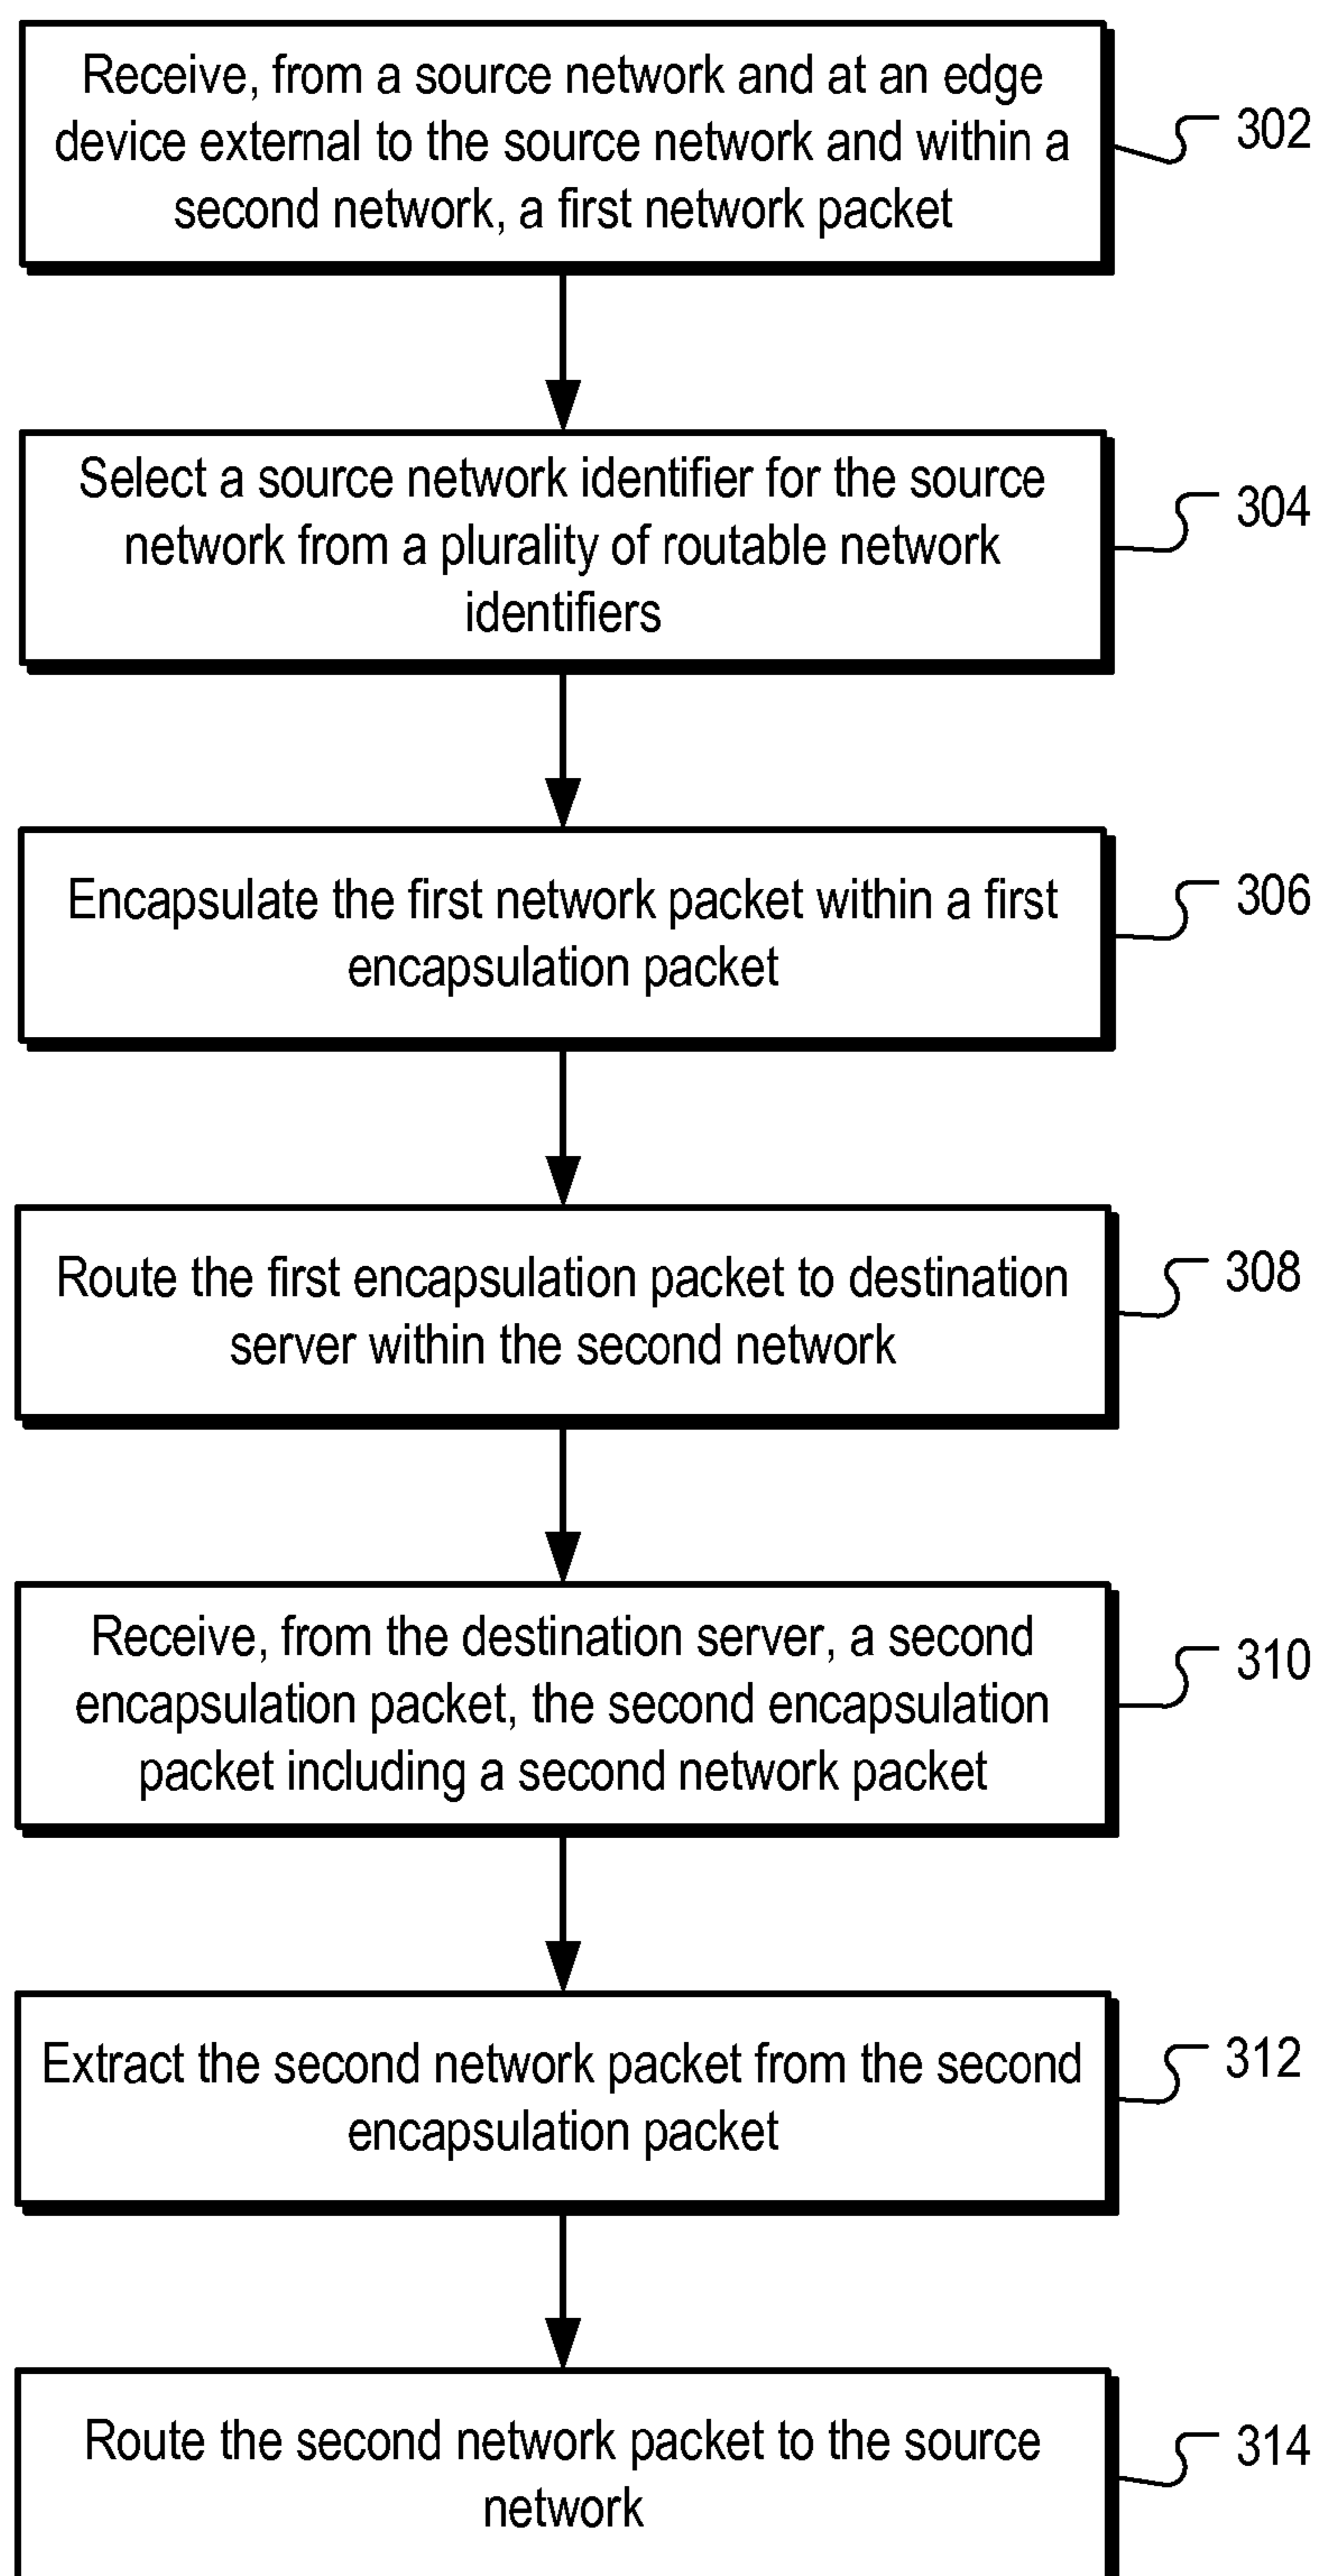 Receive, from a source network and at an edge
device external to the source network and within a
second network, a first network packet
302
Select a source network identifier for the source
network from a plurality of routable network
identifiers
304
Encapsulate the first network packet within a first
encapsulation packet
306
Route the first encapsulation packet to destination
server within the second network
308
Receive, from the destination server, a second
encapsulation packet, the second encapsulation
packet including a second network packet
310
Extract the second network packet from the second
encapsulation packet
312
Route the second network packet to the source
network
314